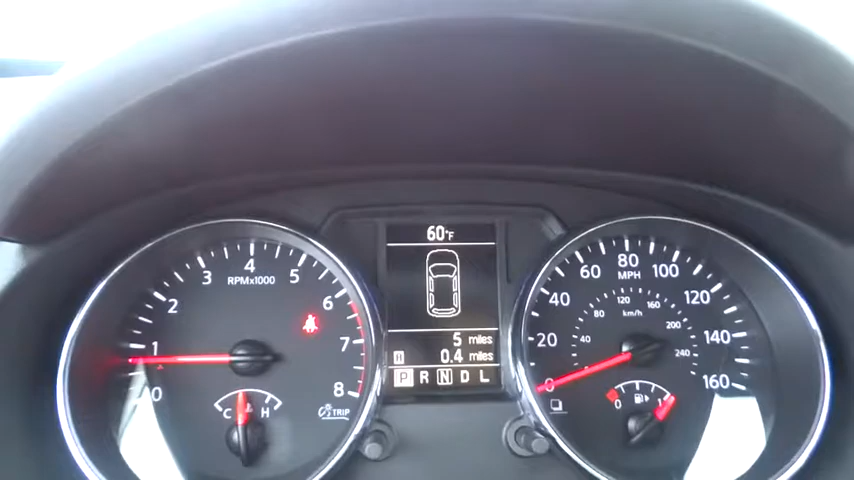 60°F
5 miles
0.4 miles
P R N D L
0 1 2 3 4 5 6 7 8
RPMX1000
C H
TRIP
0 20 40 60 80 100 120 140 160
MPH
40 80 120 160 200 240
km/h
0 1